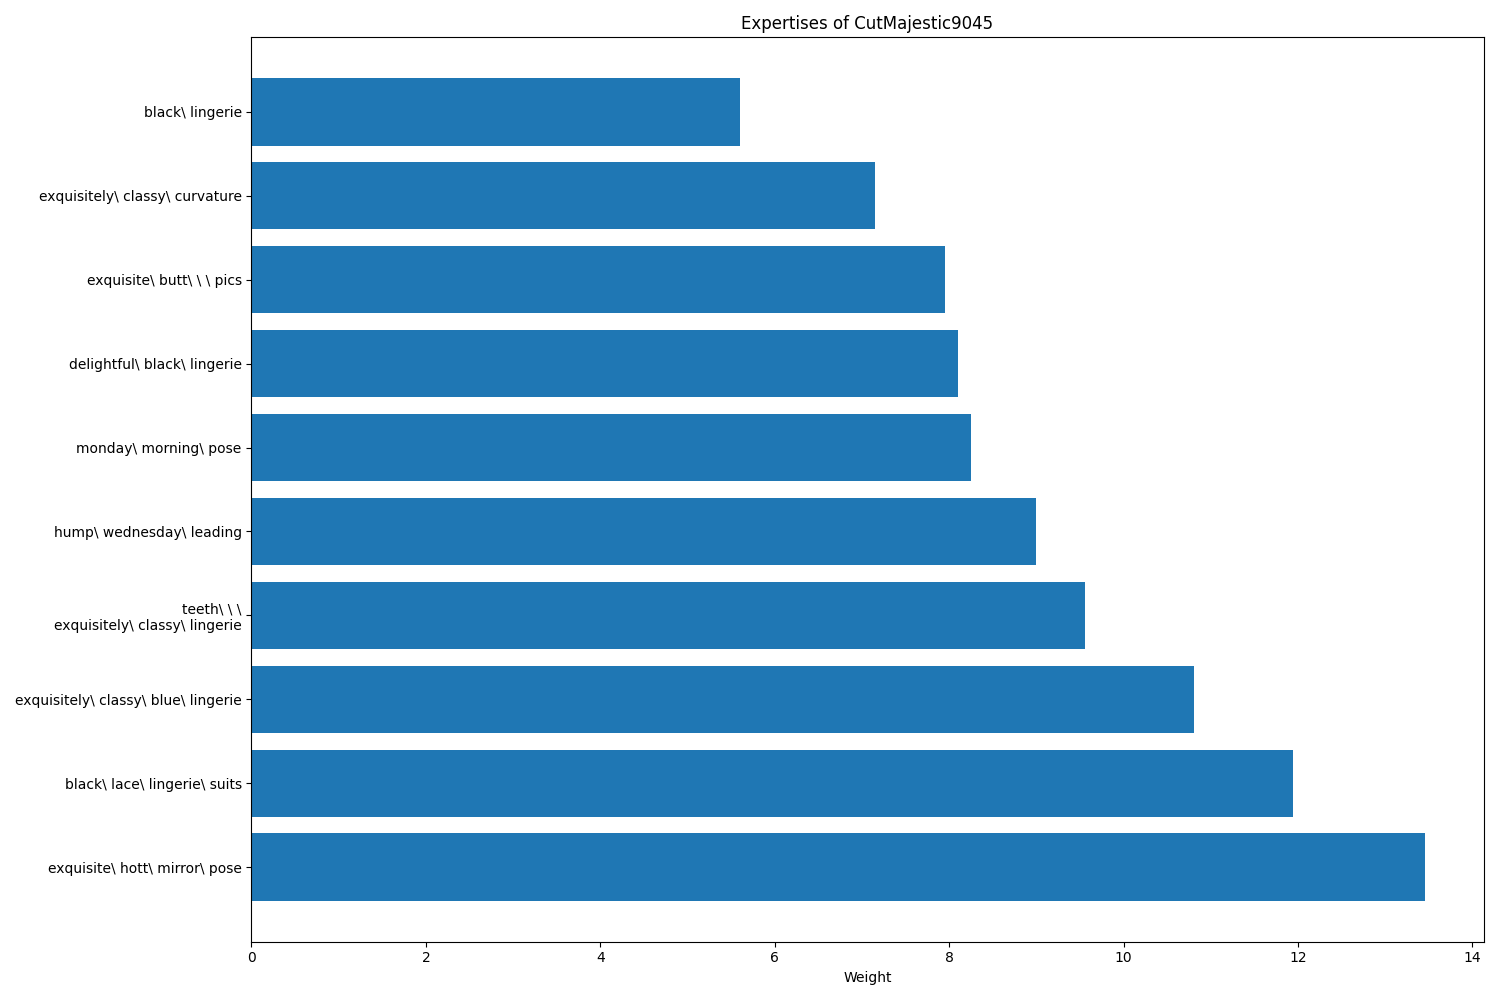 Expertises of CutMajestic9045
black\ lingerie
exquisitely\ classy\ curvature
exquisite\ butt\ \ \ pics
delightful\ black\ lingerie
monday\ morning\ pose
hump\ wednesday\ leading
teeth\ \ \
exquisitely\ classy\ lingerie
exquisitely\ classy\ blue\ lingerie
black\ lace\ lingerie\ suits
exquisite\ hott\ mirror\ pose
0 2 4 6 8 10 12 14
Weight